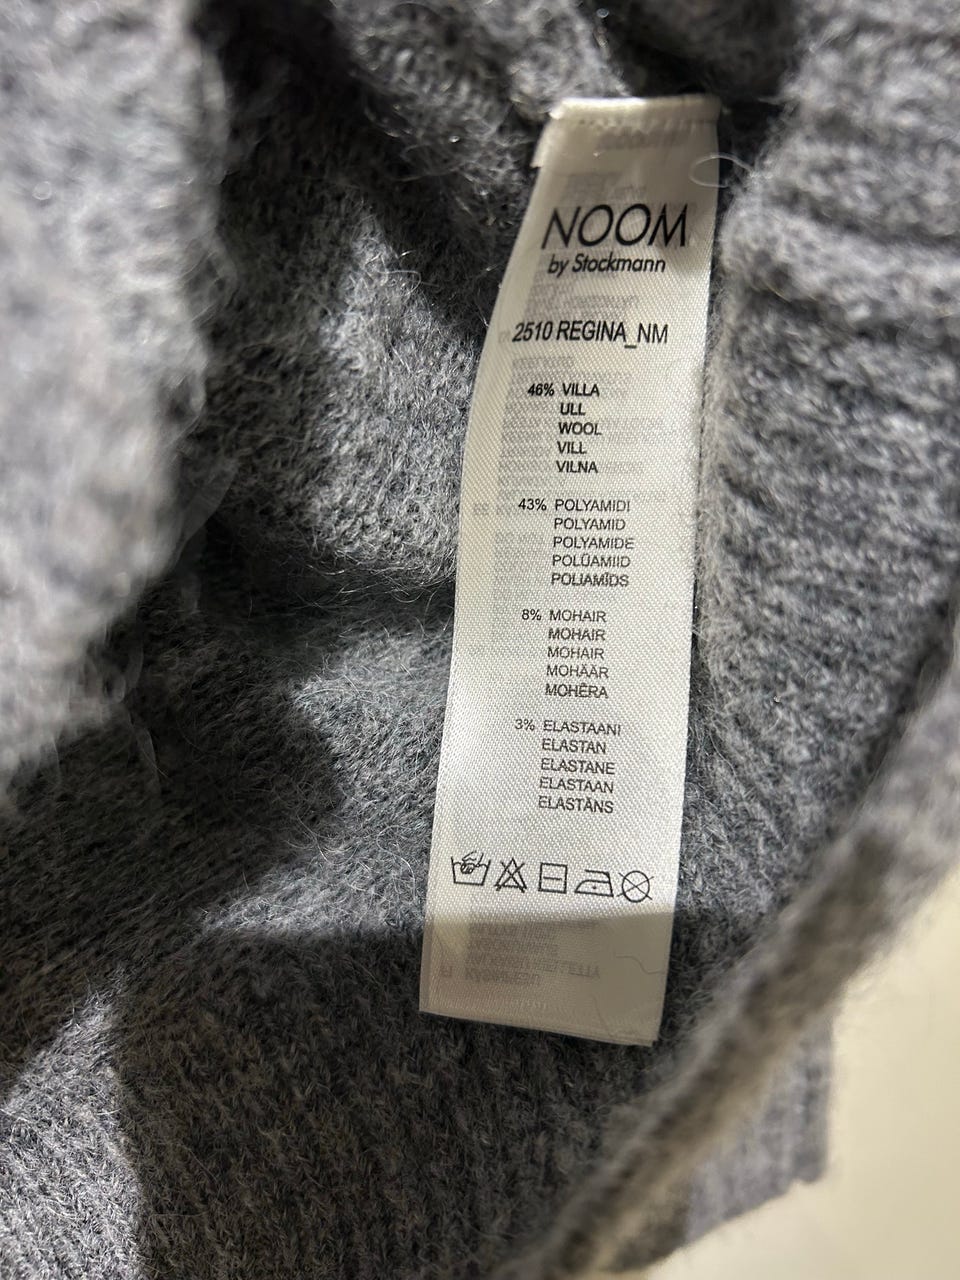 NOOM
by Stockmann
2510 REGINA_NM
46% VILLA
ULL
WOOL
VILL
VILNA
43% POLYAMIDI
POLYAMID
POLYAMIDE
POLÜAMIID
POLIAMĪDS
8% MOHAIR
MOHAIR
MOHAIR
MOHÄÄR
MOHĒRA
3% ELASTAANI
ELASTAN
ELASTANE
ELASTAAN
ELASTĀNS